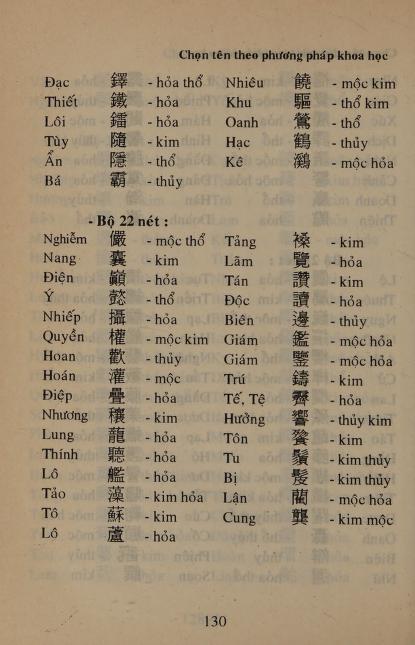 Chọn tên theo phương pháp khoa học
Đạc 鐸 - hỏa thổ
Thiết 鐵 - hỏa
Lôi 鐳 - hỏa
Tùy 隨 - kim
Ẩn 隱 - thổ
Bá 霸 - thủy
Nhiêu 饒 - mộc kim
Khu 驅 - thổ kim
Oanh 鶯 - thổ
Hạc 鶴 - thủy
Kê - mộc hỏa
- Bộ 22 nét :
Nghiễm 儼 - mộc thổ
Nang 囊 - kim
Điện 巔 - hỏa
Ý 懿 - thổ
Nhiếp 攝 - hỏa
Quyền 權 - mộc kim
Hoan 歡 - thủy
Hoán 灌 - mộc
Điệp 疊 - hỏa
Nhương 穰 - kim
Lung 蘢 - hỏa
Thính 聽 - hỏa
Lô 艫 - hỏa
Tảo 藻 - kim hỏa
Tô 蘇 - kim
Lô 蘆 - hỏa
Tảng - kim
Lãm 覽 - hỏa
Tán 讚 - kim
Độc 讀 - hỏa
Biên 邊 - thủy
Giám 鑑 - mộc hỏa
Giám 鑒 - mộc hỏa
Trú 鑄 - kim
Tế, Tệ 霽 - hỏa
Hưởng 響 - thủy kim
Tôn - kim
Tu 鬚 - kim thủy
Bị - kim thủy
Lận 藺 - mộc hỏa
Cung 龔 - kim mộc
130